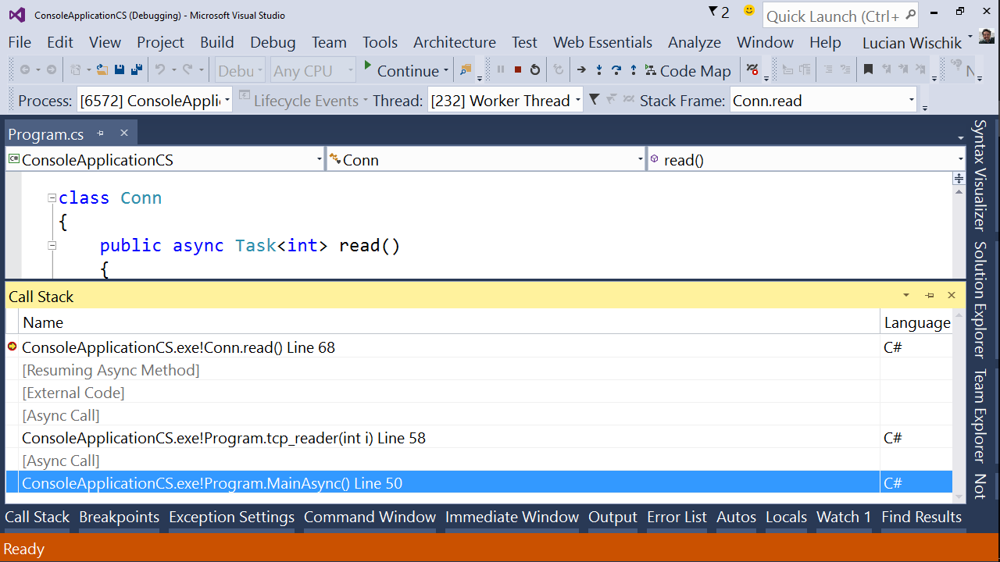 ConsoleApplicationCS (Debugging) - Microsoft Visual Studio
2
Quick Launch (Ctrl+
File Edit View Project Build Debug Team Tools Architecture Test Web Essentials Analyze Window Help Lucian Wischik
Debu Any CPU Continue Code Map
Process: [6572] ConsoleAppli Lifecycle Events Thread: [232] Worker Thread Stack Frame: Conn.read
Program.cs
C# ConsoleApplicationCS Conn read()
class Conn
{
public async Task<int> read()
{
Call Stack
Name Language
ConsoleApplicationCS.exe!Conn.read() Line 68 C#
[Resuming Async Method]
[External Code]
[Async Call]
ConsoleApplicationCS.exe!Program.tcp_reader(int i) Line 58 C#
[Async Call]
ConsoleApplicationCS.exe!Program.MainAsync() Line 50 C#
Call Stack Breakpoints Exception Settings Command Window Immediate Window Output Error List Autos Locals Watch 1 Find Results
Ready
Syntax Visualizer
Solution Explorer
Team Explorer
Not